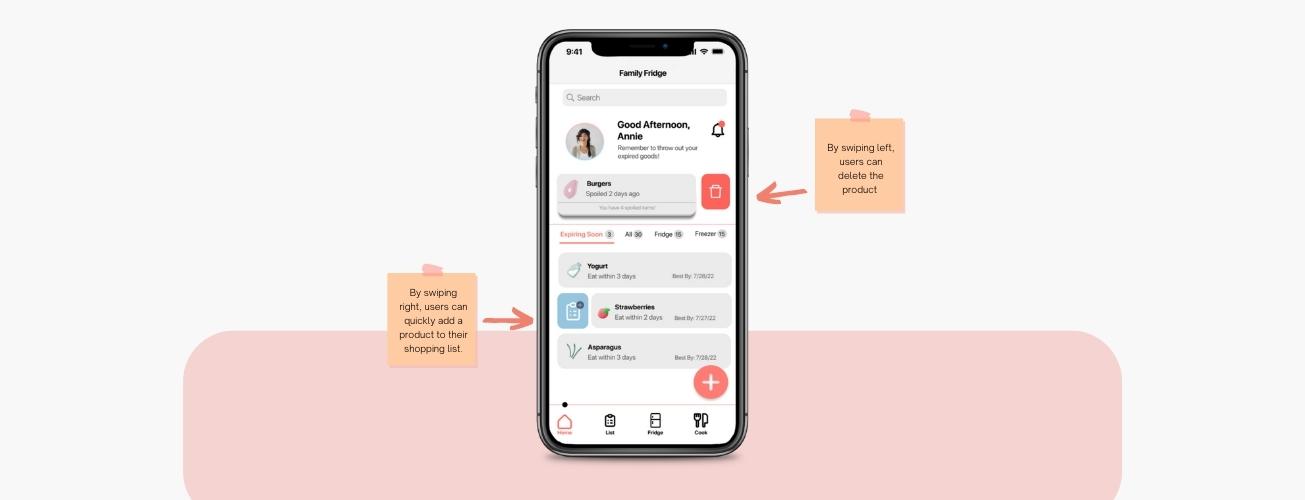 9:41
Family Fridge
Search
Good Afternoon,
Annie
Remember to throw out your
expired goods!
Burgers
Spoiled 2 days ago
You have 4 spoiled items!
By swiping left,
users can
delete the
product
Expiring Soon 3 All 30 Fridge 15 Freezer 15
Yogurt
Eat within 3 days Best By: 7/28/22
By swiping
right, users can
quickly add a
product to their
shopping list.
Strawberries
Eat within 2 days Best By: 7/27/22
Asparagus
Eat within 3 days Best By: 7/28/22
Home List Fridge Cook